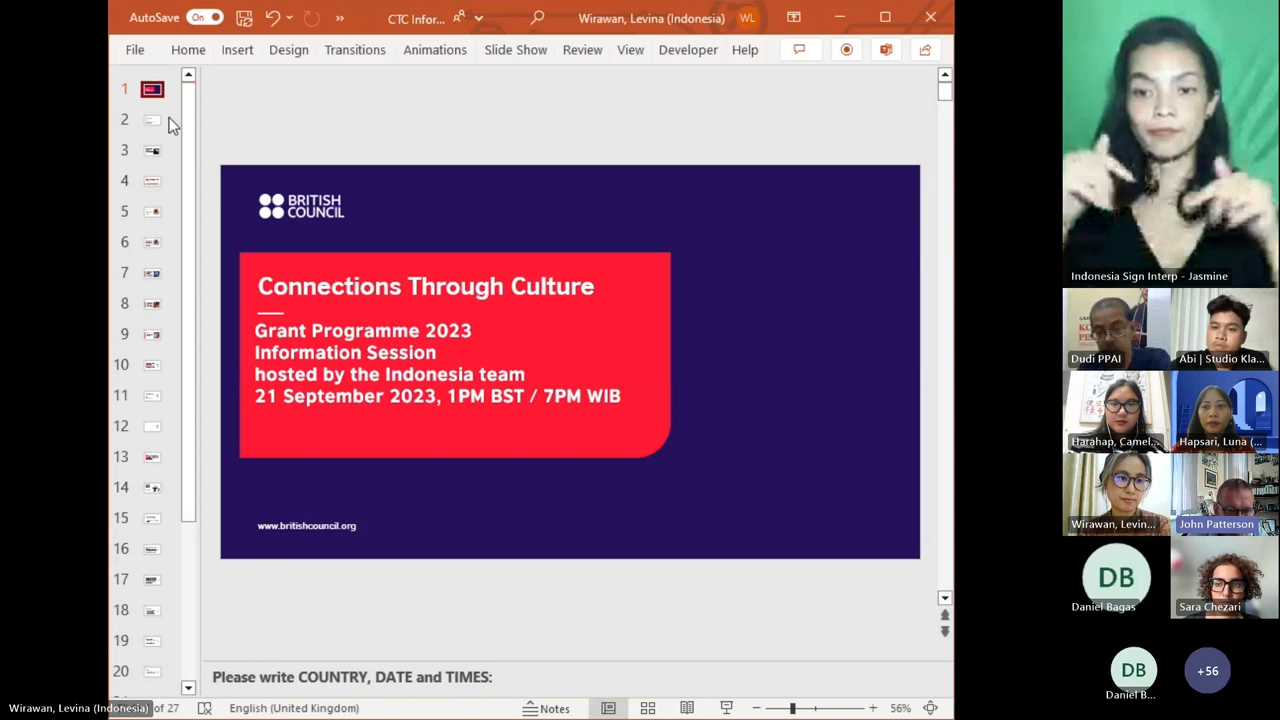 AutoSave
On
CTC Infor...
Wirawan, Levina (Indonesia)
WL
File
Home
Insert
Design
Transitions
Animations
Slide Show
Review
View
Developer
Help
1
2
3
4
5
6
7
8
9
10
11
12
13
14
15
16
17
18
19
20
BRITISH
COUNCIL
Connections Through Culture
Grant Programme 2023
Information Session
hosted by the Indonesia team
21 September 2023, 1PM BST / 7PM WIB
www.britishcouncil.org
Please write COUNTRY, DATE and TIMES:
Wirawan, Levina (Indonesia)
of 27
English (United Kingdom)
Notes
56%
Indonesia Sign Interp - Jasmine
Dudi PPAI
Abi | Studio Kla...
Harahap, Camel...
Hapsari, Luna (...
Wirawan, Levin...
John Patterson
DB
Daniel Bagas
Sara Chezari
DB
Daniel B...
+56